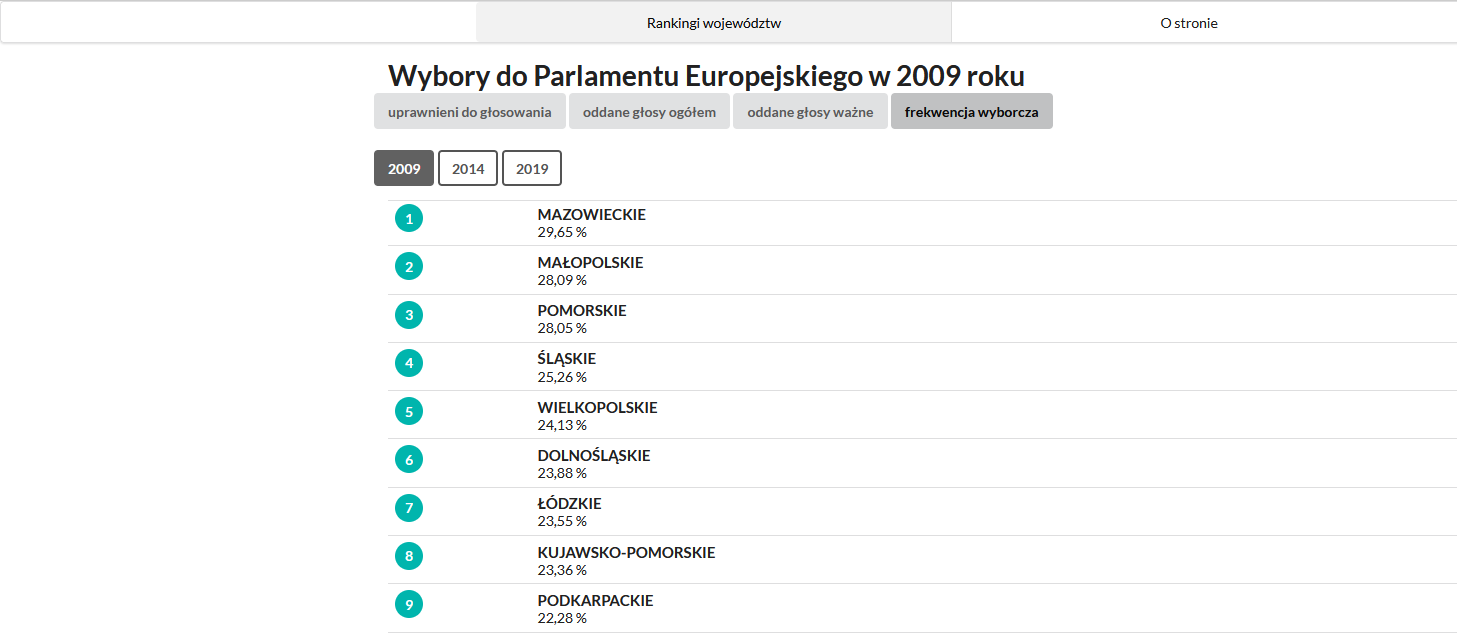 Rankingi województw
O stronie
Wybory do Parlamentu Europejskiego w 2009 roku
uprawnieni do głosowania
oddane głosy ogółem
oddane głosy ważne
frekwencja wyborcza
2009
2014
2019
1
MAZOWIECKIE
29,65 %
2
MAŁOPOLSKIE
28,09 %
3
POMORSKIE
28,05 %
4
ŚLĄSKIE
25,26 %
5
WIELKOPOLSKIE
24,13 %
6
DOLNOŚLĄSKIE
23,88 %
7
ŁÓDZKIE
23,55 %
8
KUJAWSKO-POMORSKIE
23,36 %
9
PODKARPACKIE
22,28 %